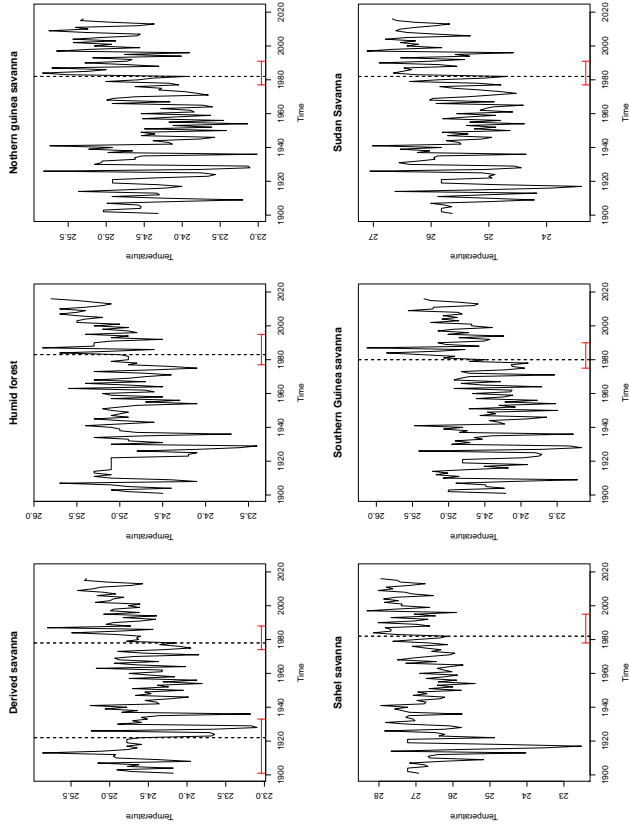 Derived savanna
Temperature
25.5
25.0
24.5
24.0
23.5
23.0
1900 1920 1940 1960 1980 2000 2020
Time
Humid forest
Temperature
26.0
25.5
25.0
24.5
24.0
23.5
1900 1920 1940 1960 1980 2000 2020
Time
Nothern guinea savanna
Temperature
25.5
25.0
24.5
24.0
23.5
23.0
1900 1920 1940 1960 1980 2000 2020
Time
Sahel savanna
Temperature
28
27
26
25
24
23
1900 1920 1940 1960 1980 2000 2020
Time
Southern Guinea savanna
Temperature
26.0
25.5
25.0
24.5
24.0
23.5
1900 1920 1940 1960 1980 2000 2020
Time
Sudan Savanna
Temperature
27
26
25
24
1900 1920 1940 1960 1980 2000 2020
Time